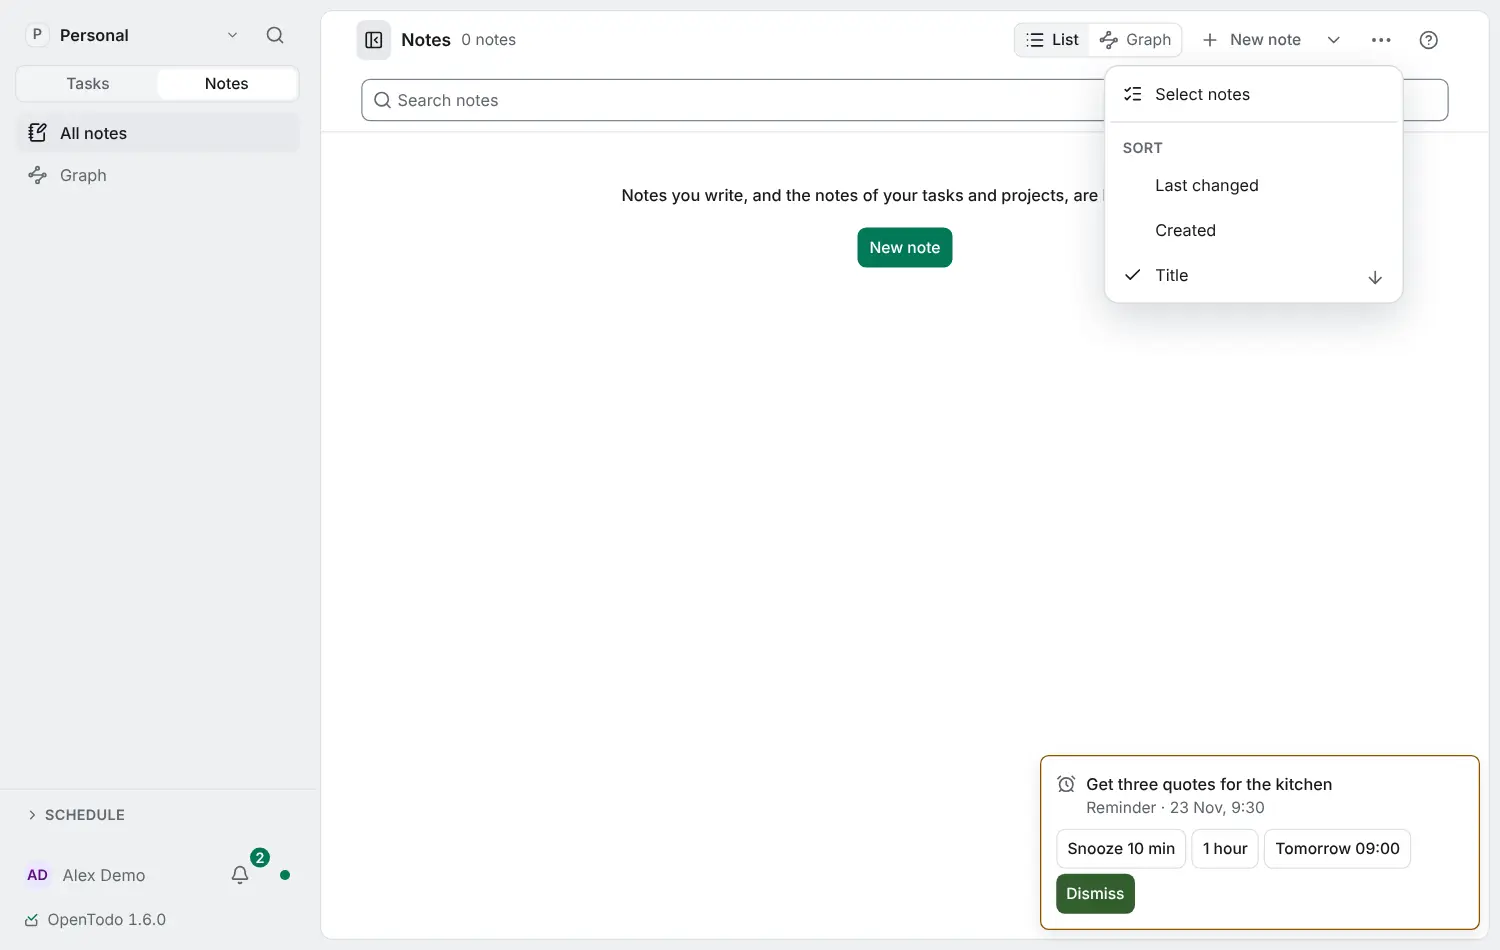 P Personal
Tasks Notes
All notes
Graph
SCHEDULE
AD Alex Demo 2
OpenTodo 1.6.0
Notes 0 notes
List Graph New note
Search notes
Notes you write, and the notes of your tasks and projects, are
New note
Select notes
SORT
Last changed
Created
Title
Get three quotes for the kitchen
Reminder · 23 Nov, 9:30
Snooze 10 min 1 hour Tomorrow 09:00
Dismiss